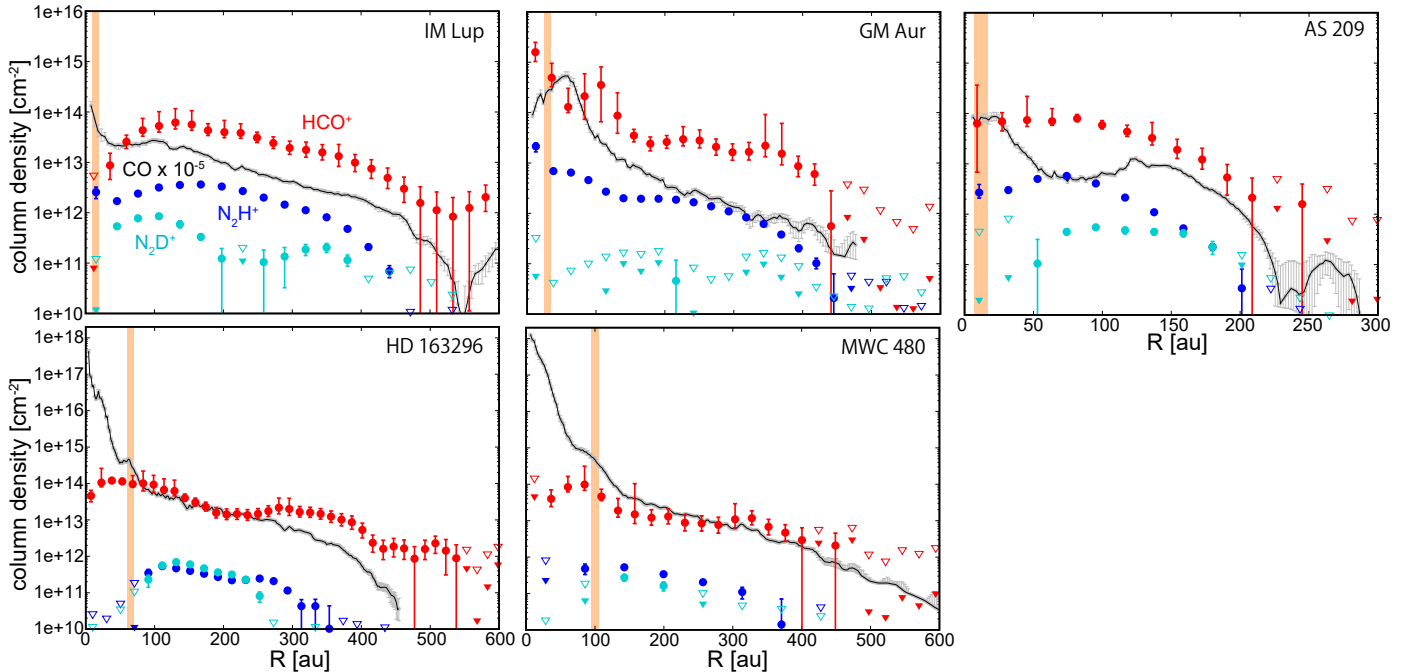 IM Lup
GM Aur
AS 209
column density [cm-2]
1e+16
1e+15
1e+14
1e+13
1e+12
1e+11
1e+10
HCO+
CO x 10-5
N2H+
N2D+
0 50 100 150 200 250 300
R [au]
HD 163296
MWC 480
column density [cm-2]
1e+18
1e+17
1e+16
1e+15
1e+14
1e+13
1e+12
1e+11
1e+10
0 100 200 300 400 500 600
R [au]
0 100 200 300 400 500 600
R [au]